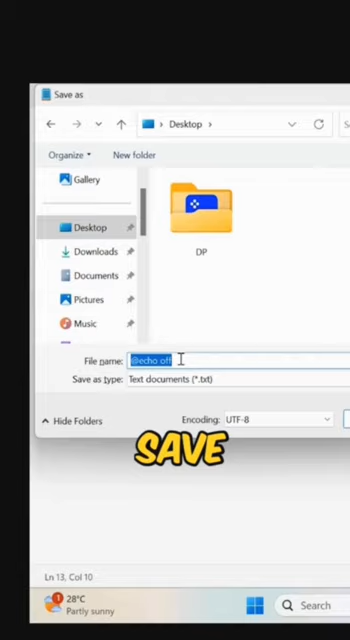 Save as
Desktop
Organize
New folder
Gallery
Desktop
Downloads
Documents
Pictures
Music
DP
File name: @echo off
Save as type: Text documents (*.txt)
Hide Folders
Encoding: UTF-8
SAVE
Ln 13, Col 10
1
28°C
Partly sunny
Search